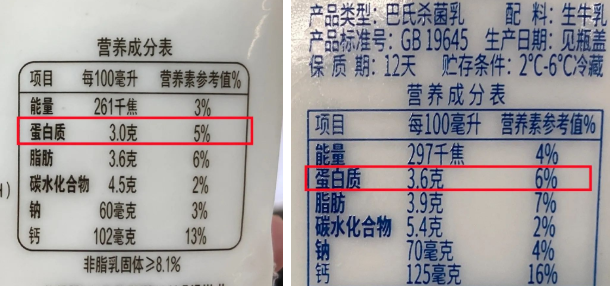 营养成分表
项目 每100毫升 营养素参考值%
能量 261千焦 3%
蛋白质 3.0克 5%
脂肪 3.6克 6%
碳水化合物 4.5克 2%
钠 60毫克 3%
钙 102毫克 13%
非脂乳固体≥8.1%
产品类型：巴氏杀菌乳 配 料：生牛乳
产品标准号：GB 19645 生产日期：见瓶盖
保 质 期：12天 贮存条件：2°C-6°C冷藏
营养成分表
项目 每100毫升 营养素参考值%
能量 297千焦 4%
蛋白质 3.6克 6%
脂肪 3.9克 7%
碳水化合物 5.4克 2%
钠 70毫克 4%
钙 125毫克 16%